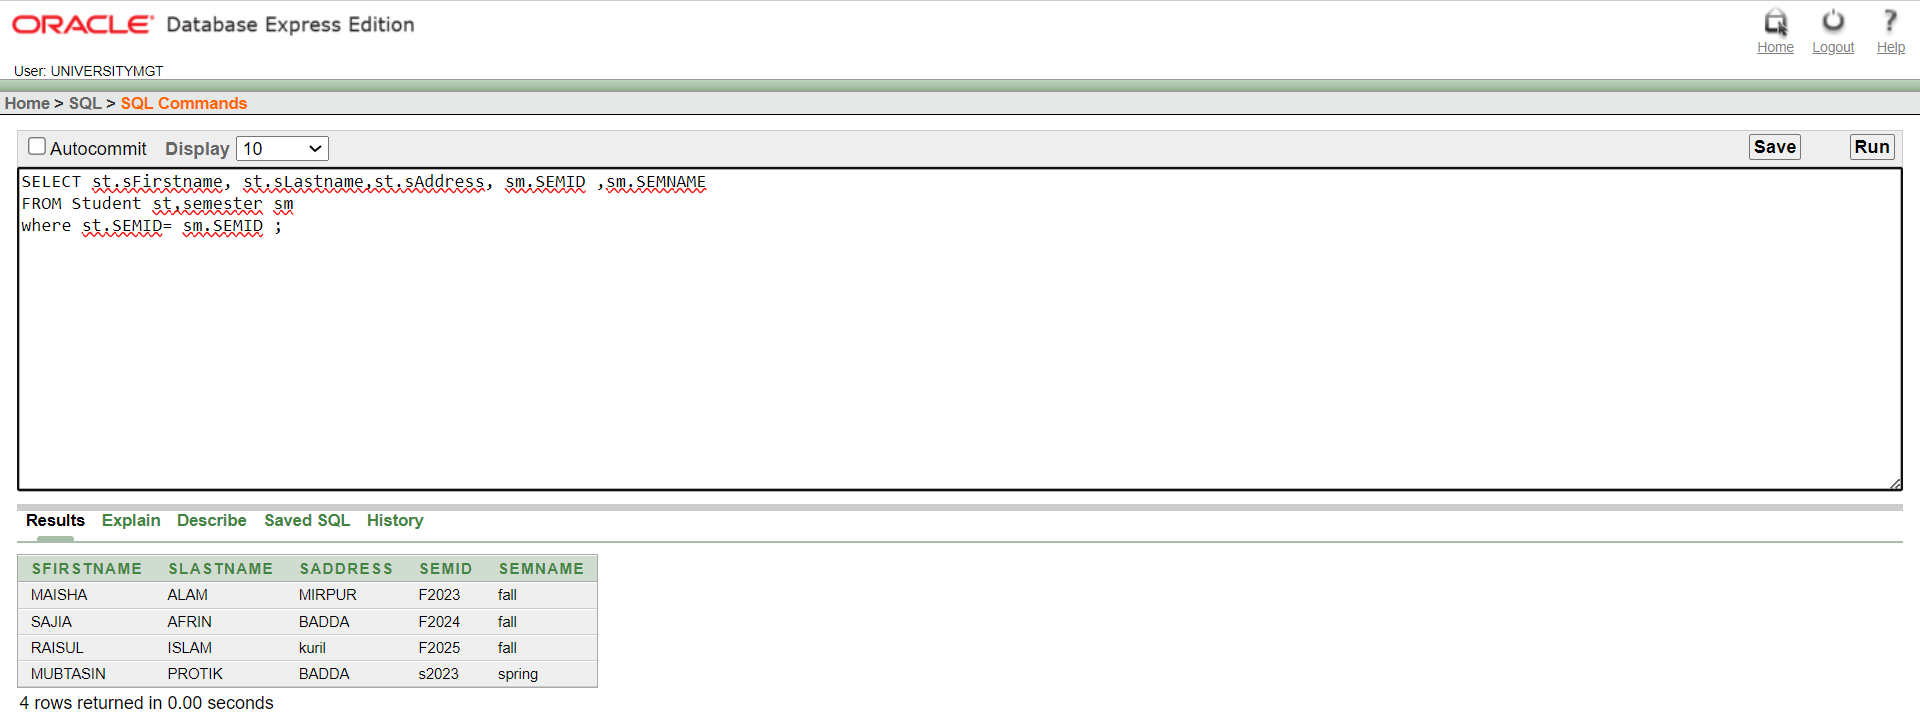 ORACLE Database Express Edition
Home Logout Help
User: UNIVERSITYMGT
Home > SQL > SQL Commands
Autocommit Display 10 Save Run
SELECT st.sFirstname, st.sLastname,st.sAddress, sm.SEMID ,sm.SEMNAME
FROM Student st,semester sm
where st.SEMID= sm.SEMID ;
Results Explain Describe Saved SQL History
SFIRSTNAME SLASTNAME SADDRESS SEMID SEMNAME
MAISHA ALAM MIRPUR F2023 fall
SAJIA AFRIN BADDA F2024 fall
RAISUL ISLAM kuril F2025 fall
MUBTASIN PROTIK BADDA s2023 spring
4 rows returned in 0.00 seconds